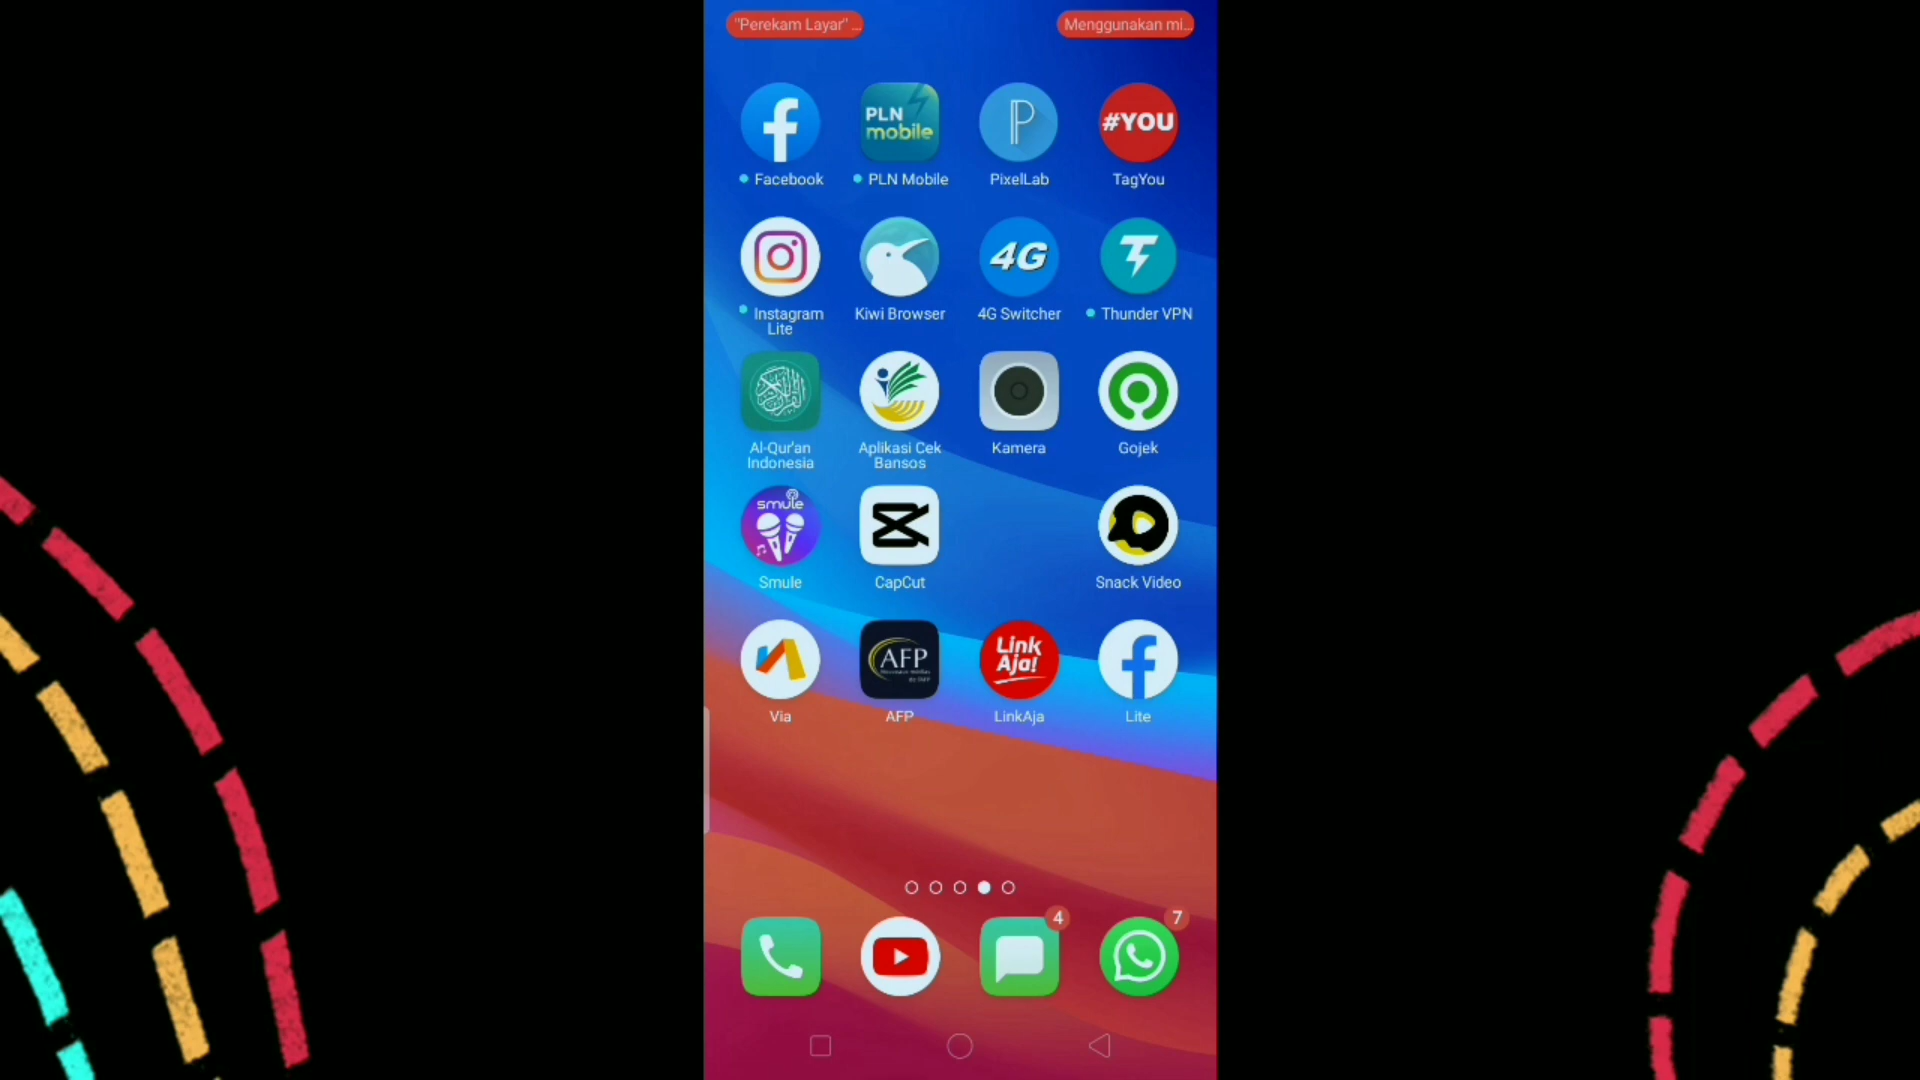 "Perekam Layar" ...
Menggunakan mi...
PLN
mobile
#YOU
Facebook
PLN Mobile
PixelLab
TagYou
4G
Instagram
Lite
Kiwi Browser
4G Switcher
Thunder VPN
Al-Qur'an
Indonesia
Aplikasi Cek
Bansos
Kamera
Gojek
smule
Smule
CapCut
Snack Video
AFP
Link
Aja!
Via
AFP
LinkAja
Lite
4
7